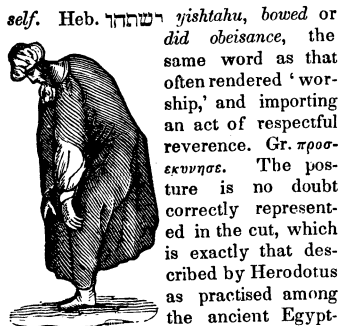 self. Heb. רשתהך yishtahu, bowed or
did obeisance, the
same word as that
often rendered ‘ wor-
ship,’ and importing
an act of respectful
reverence. Gr. προσ-
εκυνησε. The pos-
ture is no doubt
correctly represent-
ed in the cut, which
is exactly that des-
cribed by Herodotus
as practised among
the ancient Egypt-